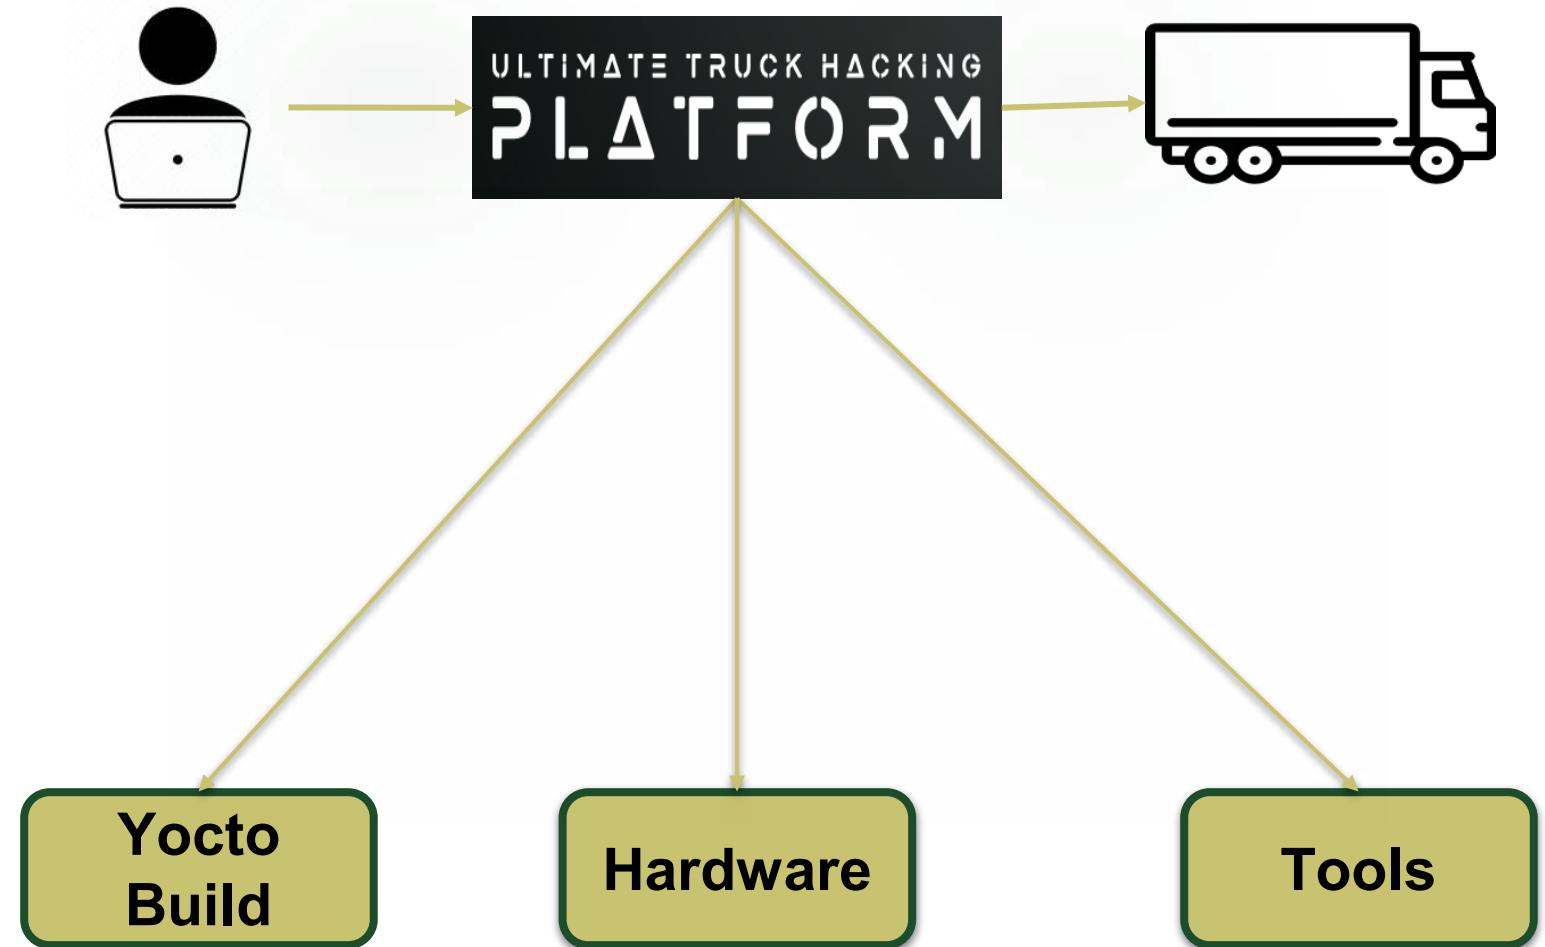 ULTIMATE TRUCK HACKING
PLATFORM
Yocto
Build
Hardware
Tools